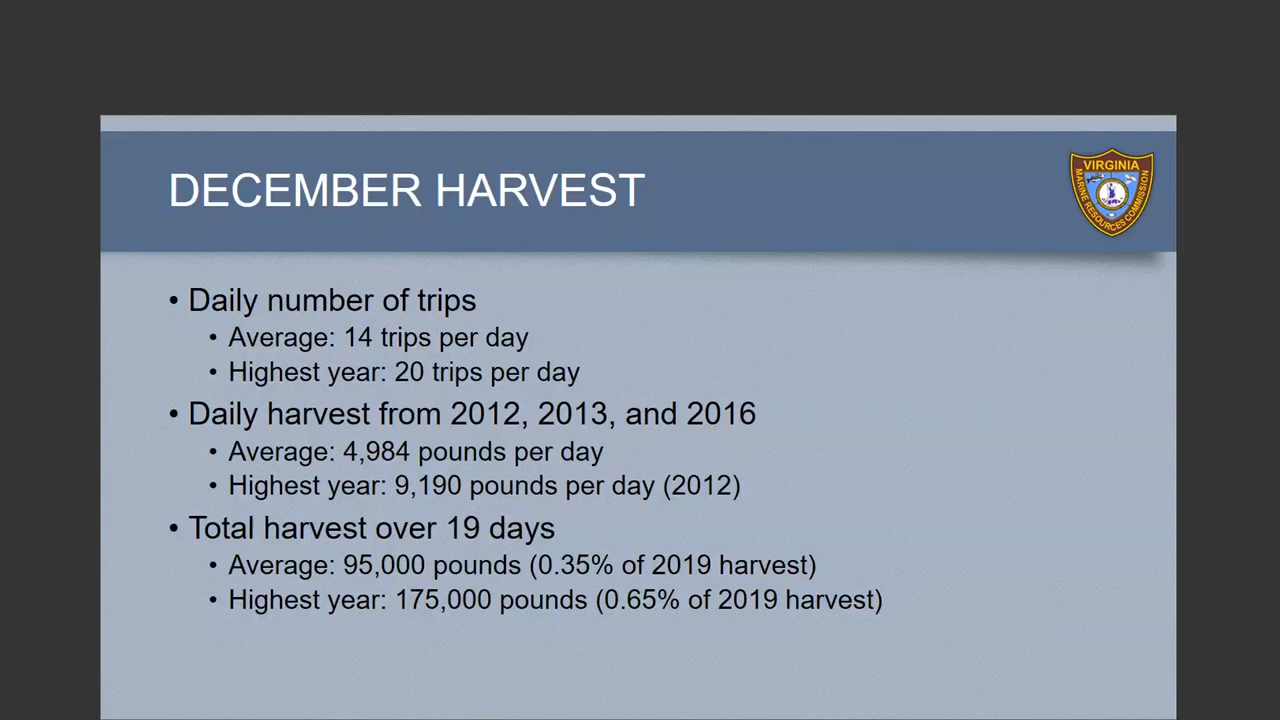 DECEMBER HARVEST
VIRGINIA
MARINE RESOURCES COMMISSION
• Daily number of trips
• Average: 14 trips per day
• Highest year: 20 trips per day
• Daily harvest from 2012, 2013, and 2016
• Average: 4,984 pounds per day
• Highest year: 9,190 pounds per day (2012)
• Total harvest over 19 days
• Average: 95,000 pounds (0.35% of 2019 harvest)
• Highest year: 175,000 pounds (0.65% of 2019 harvest)